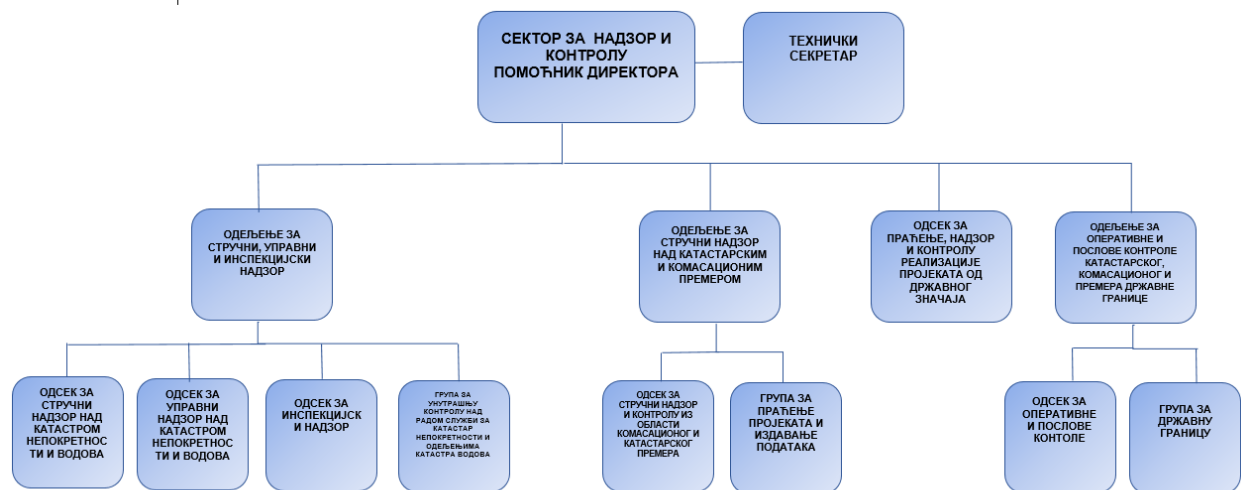 СЕКТОР ЗА НАДЗОР И
КОНТРОЛУ
ПОМОЋНИК ДИРЕКТОРА
ТЕХНИЧКИ
СЕКРЕТАР
ОДЕЉЕЊЕ ЗА
СТРУЧНИ, УПРАВНИ
И ИНСПЕКЦИЈСКИ
НАДЗОР
ОДЕЉЕЊЕ ЗА
СТРУЧНИ НАДЗОР
НАД КАТАСТАРСКИМ
И КОМАСАЦИОНИМ
ПРЕМЕРОМ
ОДСЕК ЗА
ПРАЋЕЊЕ, НАДЗОР
И КОНТРОЛУ
РЕАЛИЗАЦИЈЕ
ПРОЈЕКАТА ОД
ДРЖАВНОГ
ЗНАЧАЈА
ОДЕЉЕЊЕ ЗА
ОПЕРАТИВНЕ И
ПОСЛОВЕ КОНТРОЛЕ
КАТАСТАРСКОГ,
КОМАСАЦИОНОГ И
ПРЕМЕРА ДРЖАВНЕ
ГРАНИЦЕ
ОДСЕК ЗА
СТРУЧНИ
НАДЗОР НАД
КАТАСТРОМ
НЕПОКРЕТНОС
ТИ И ВОДОВА
ОДСЕК ЗА
УПРАВНИ
НАДЗОР НАД
КАТАСТРОМ
НЕПОКРЕТНОС
ТИ И ВОДОВА
ОДСЕК ЗА
ИНСПЕКЦИЈСК
И НАДЗОР
ГРУПА ЗА
УНУТРАШЊУ
КОНТРОЛУ НАД
РАДОМ СЛУЖБИ ЗА
КАТАСТАР
НЕПОКРЕТНОСТИ И
ОДЕЉЕЊИМА
КАТАСТРА ВОДОВА
ОДСЕК ЗА
СТРУЧНИ НАДЗОР
И КОНТРОЛУ ИЗ
ОБЛАСТИ
КОМАСАЦИОНОГ И
КАТАСТАРСКОГ
ПРЕМЕРА
ГРУПА ЗА
ПРАЋЕЊЕ
ПРОЈЕКАТА И
ИЗДАВАЊЕ
ПОДАТАКА
ОДСЕК ЗА
ОПЕРАТИВНЕ
И ПОСЛОВЕ
КОНТОЛЕ
ГРУПА ЗА
ДРЖАВНУ
ГРАНИЦУ